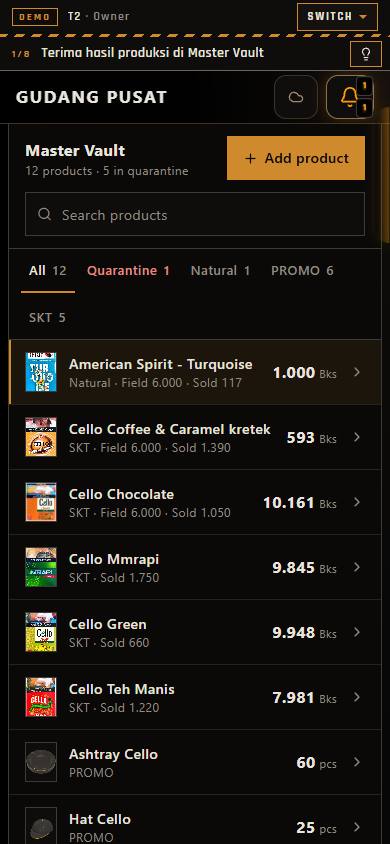 DEMO T2 · Owner SWITCH
1/8 Terima hasil produksi di Master Vault
GUDANG PUSAT
1
1
Master Vault
12 products · 5 in quarantine
+ Add product
Search products
All 12 Quarantine 1 Natural 1 PROMO 6
SKT 5
American Spirit - Turquoise
Natural · Field 6.000 · Sold 117
1.000 Bks
Cello Coffee & Caramel kretek
SKT · Field 6.000 · Sold 1.390
593 Bks
Cello Chocolate
SKT · Field 6.000 · Sold 1.050
10.161 Bks
Cello Mmrapi
SKT · Sold 1.750
9.845 Bks
Cello Green
SKT · Sold 660
9.948 Bks
Cello Teh Manis
SKT · Sold 1.220
7.981 Bks
Ashtray Cello
PROMO
60 pcs
Hat Cello
PROMO
25 pcs